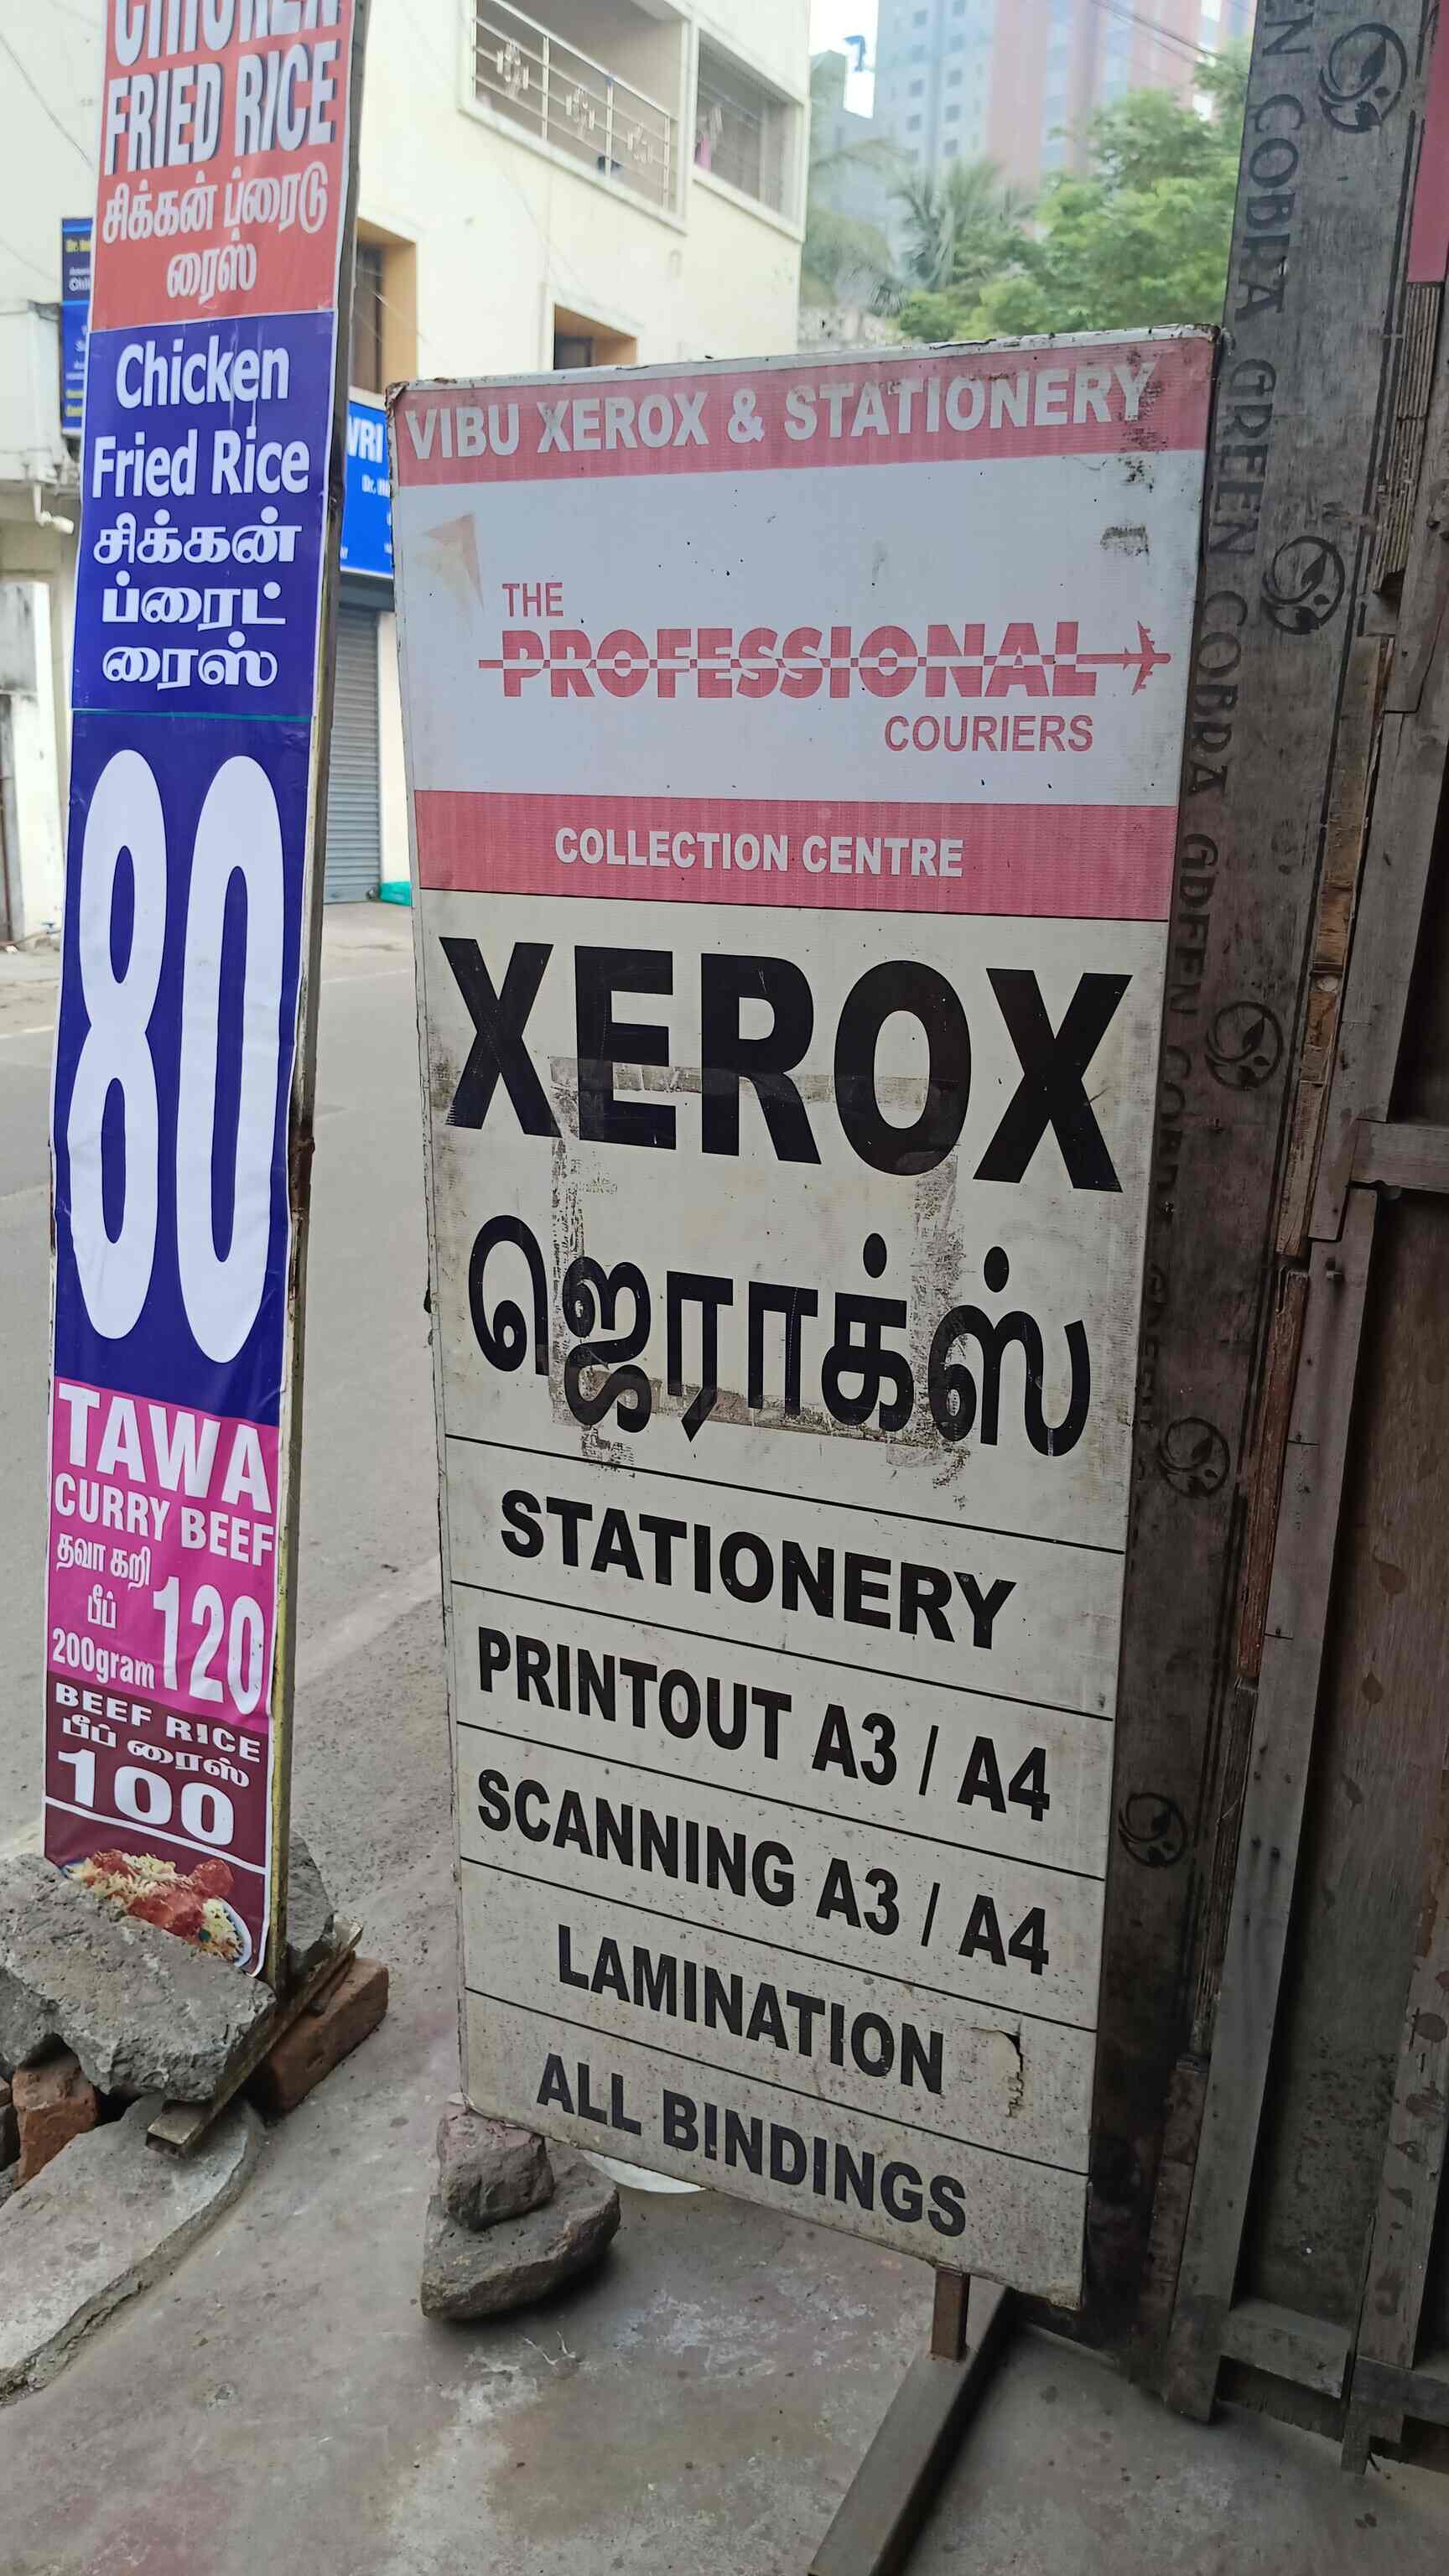 CHICKEN
FRIED RICE
சிக்கன் ப்ரைடு
ரைஸ்
Chicken
Fried Rice
சிக்கன்
ப்ரைட்
ரைஸ்
80
TAWA
CURRY BEEF
தவா கறி
பீப்
200gram
120
BEEF RICE
பீப் ரைஸ்
100
VIBU XEROX & STATIONERY
THE
PROFESSIONAL
COURIERS
COLLECTION CENTRE
XEROX
ஜெராக்ஸ்
STATIONERY
PRINTOUT A3 / A4
SCANNING A3 / A4
LAMINATION
ALL BINDINGS
COBRA GREEN COBRA